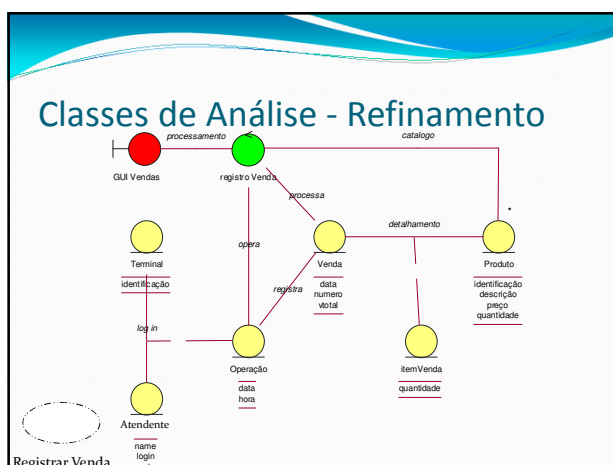 Classes de Análise - Refinamento
processamento
catalogo
GUI Vendas
registro Venda
processa
detalhamento
opera
Terminal
identificação
Venda
data
numero
vtotal
Produto
identificação
descrição
preço
quantidade
registra
log in
Operação
data
hora
itemVenda
quantidade
Atendente
name
login
Registrar Venda